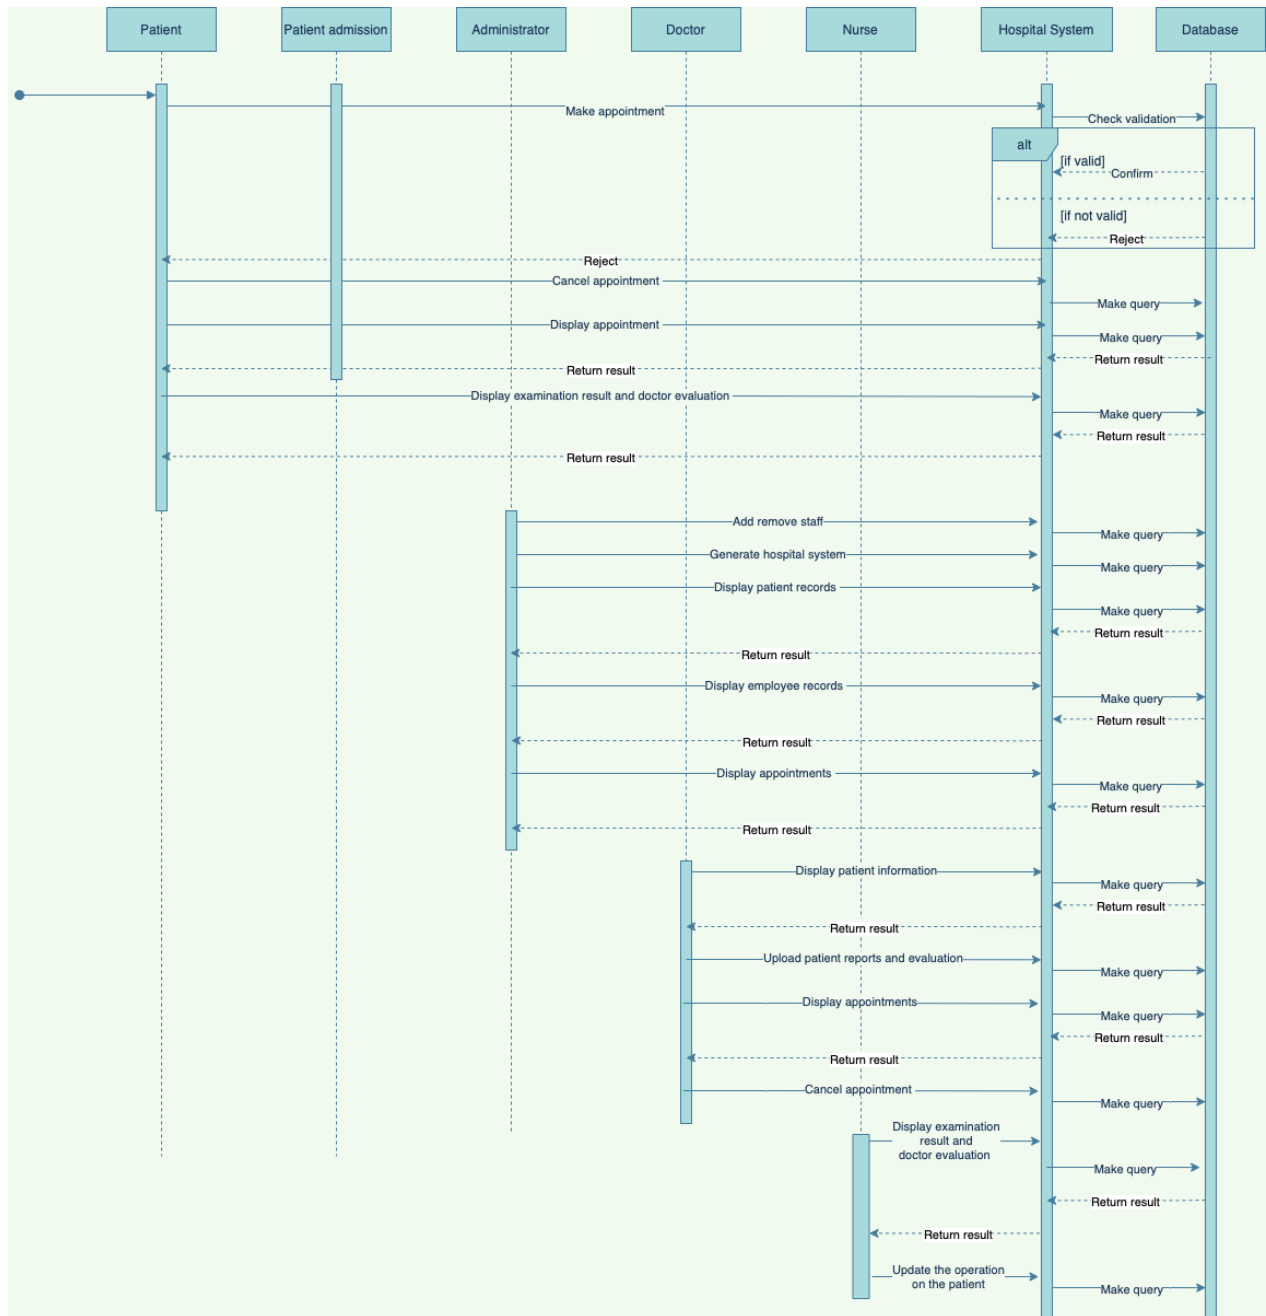 Patient
Patient admission
Administrator
Doctor
Nurse
Hospital System
Database
Make appointment
Check validation
alt
[if valid]
Confirm
[if not valid]
Reject
Reject
Cancel appointment
Make query
Display appointment
Make query
Return result
Return result
Display examination result and doctor evaluation
Make query
Return result
Return result
Add remove staff
Make query
Generate hospital system
Make query
Display patient records
Make query
Return result
Return result
Display employee records
Make query
Return result
Return result
Display appointments
Make query
Return result
Return result
Display patient information
Make query
Return result
Return result
Upload patient reports and evaluation
Make query
Display appointments
Make query
Return result
Return result
Cancel appointment
Make query
Display examination
result and
doctor evaluation
Make query
Return result
Return result
Update the operation
on the patient
Make query